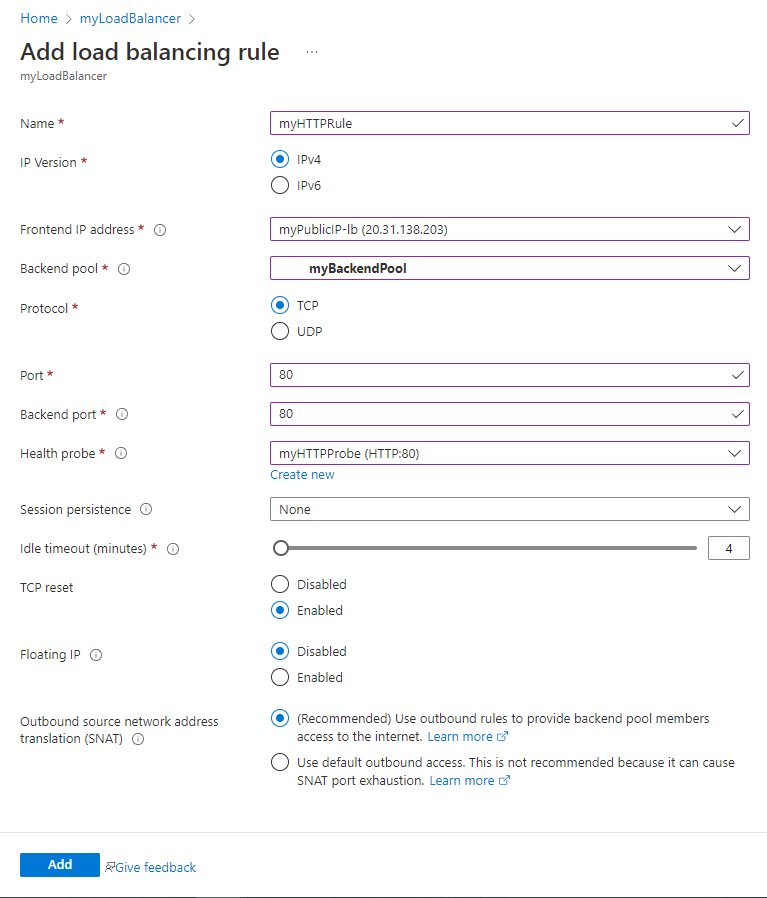 Home > myLoadBalancer >
Add load balancing rule ...
myLoadBalancer
Name *
myHTTPRule
IP Version *
IPv4
IPv6
Frontend IP address *
myPublicIP-lb (20.31.138.203)
Backend pool *
myBackendPool
Protocol *
TCP
UDP
Port *
80
Backend port *
80
Health probe *
myHTTPProbe (HTTP:80)
Create new
Session persistence
None
Idle timeout (minutes) *
4
TCP reset
Disabled
Enabled
Floating IP
Disabled
Enabled
Outbound source network address
translation (SNAT)
(Recommended) Use outbound rules to provide backend pool members
access to the internet. Learn more
Use default outbound access. This is not recommended because it can cause
SNAT port exhaustion. Learn more
Add
Give feedback